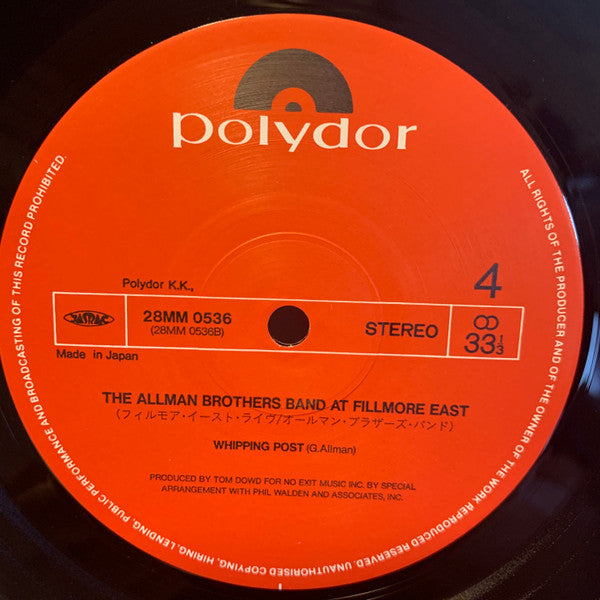 polydor
4
Polydor K.K.,
JASRAC
28MM 0536
(28MM 0536B)
STEREO
33 1/3
Made in Japan
THE ALLMAN BROTHERS BAND AT FILLMORE EAST
(フィルモア・イースト・ライヴ/オールマン・ブラザーズ・バンド)
WHIPPING POST (G.Allman)
PRODUCED BY TOM DOWD FOR NO EXIT MUSIC INC. BY SPECIAL
ARRANGEMENT WITH PHIL WALDEN AND ASSOCIATES, INC.
ALL RIGHTS OF THE PRODUCER AND OF THE OWNER OF THE WORK REPRODUCED RESERVED. UNAUTHORISED COPYING, HIRING, LENDING, PUBLIC PERFORMANCE AND BROADCASTING OF THIS RECORD PROHIBITED.